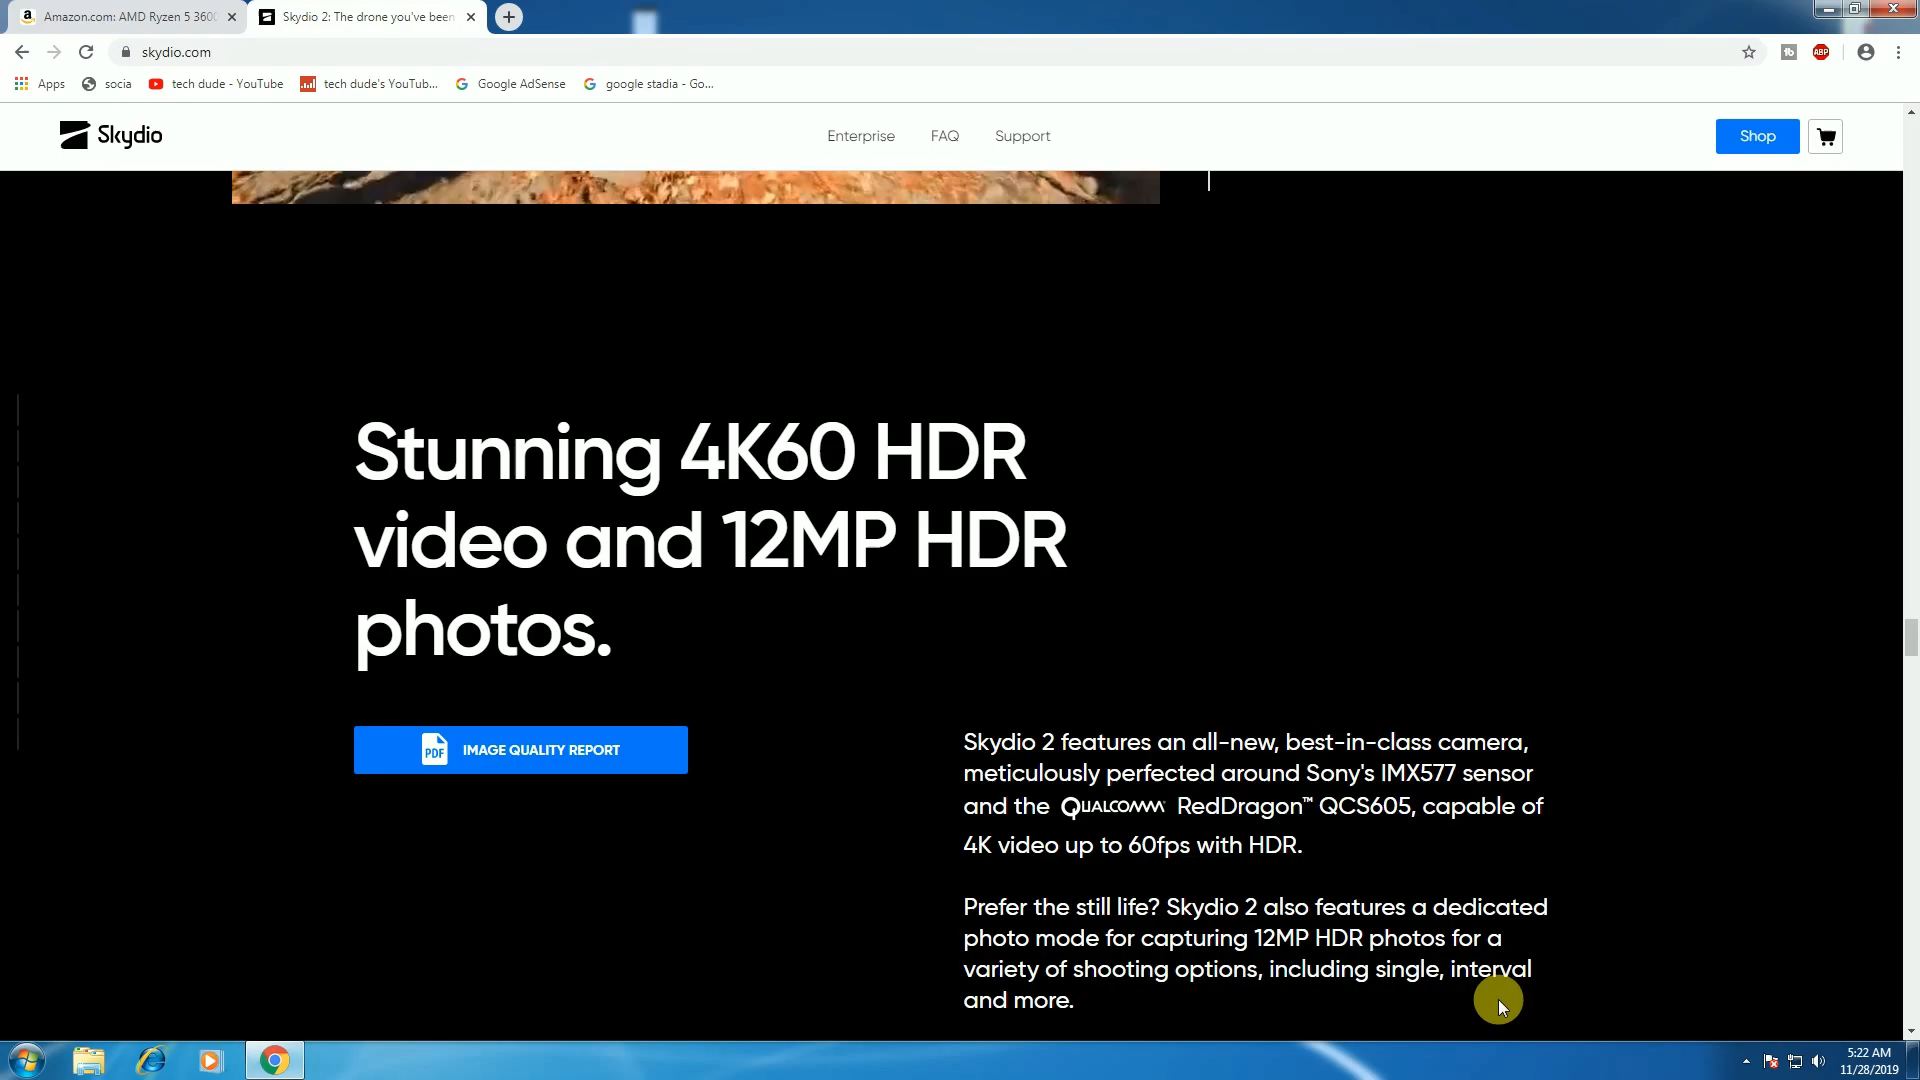 Amazon.com: AMD Ryzen 5 360
Skydio 2: The drone you've been
skydio.com
ABP
Apps
socia
tech dude - YouTube
tech dude's YouTub...
Google AdSense
google stadia - Go...
Skydio
Enterprise
FAQ
Support
Shop
Stunning 4K60 HDR
video and 12MP HDR
photos.
PDF
IMAGE QUALITY REPORT
Skydio 2 features an all-new, best-in-class camera,
meticulously perfected around Sony's IMX577 sensor
and the QUALCOMM RedDragon™ QCS605, capable of
4K video up to 60fps with HDR.
Prefer the still life? Skydio 2 also features a dedicated
photo mode for capturing 12MP HDR photos for a
variety of shooting options, including single, interval
and more.
5:22 AM
11/28/2019